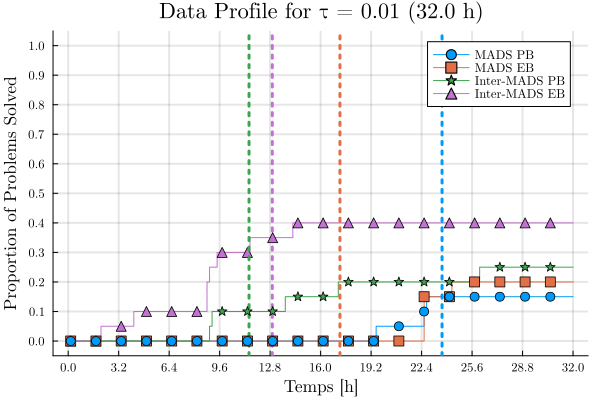 Data Profile for τ = 0.01 (32.0 h)
MADS PB
MADS EB
Inter-MADS PB
Inter-MADS EB
Proportion of Problems Solved
1.0
0.9
0.8
0.7
0.6
0.5
0.4
0.3
0.2
0.1
0.0
0.0 3.2 6.4 9.6 12.8 16.0 19.2 22.4 25.6 28.8 32.0
Temps [h]